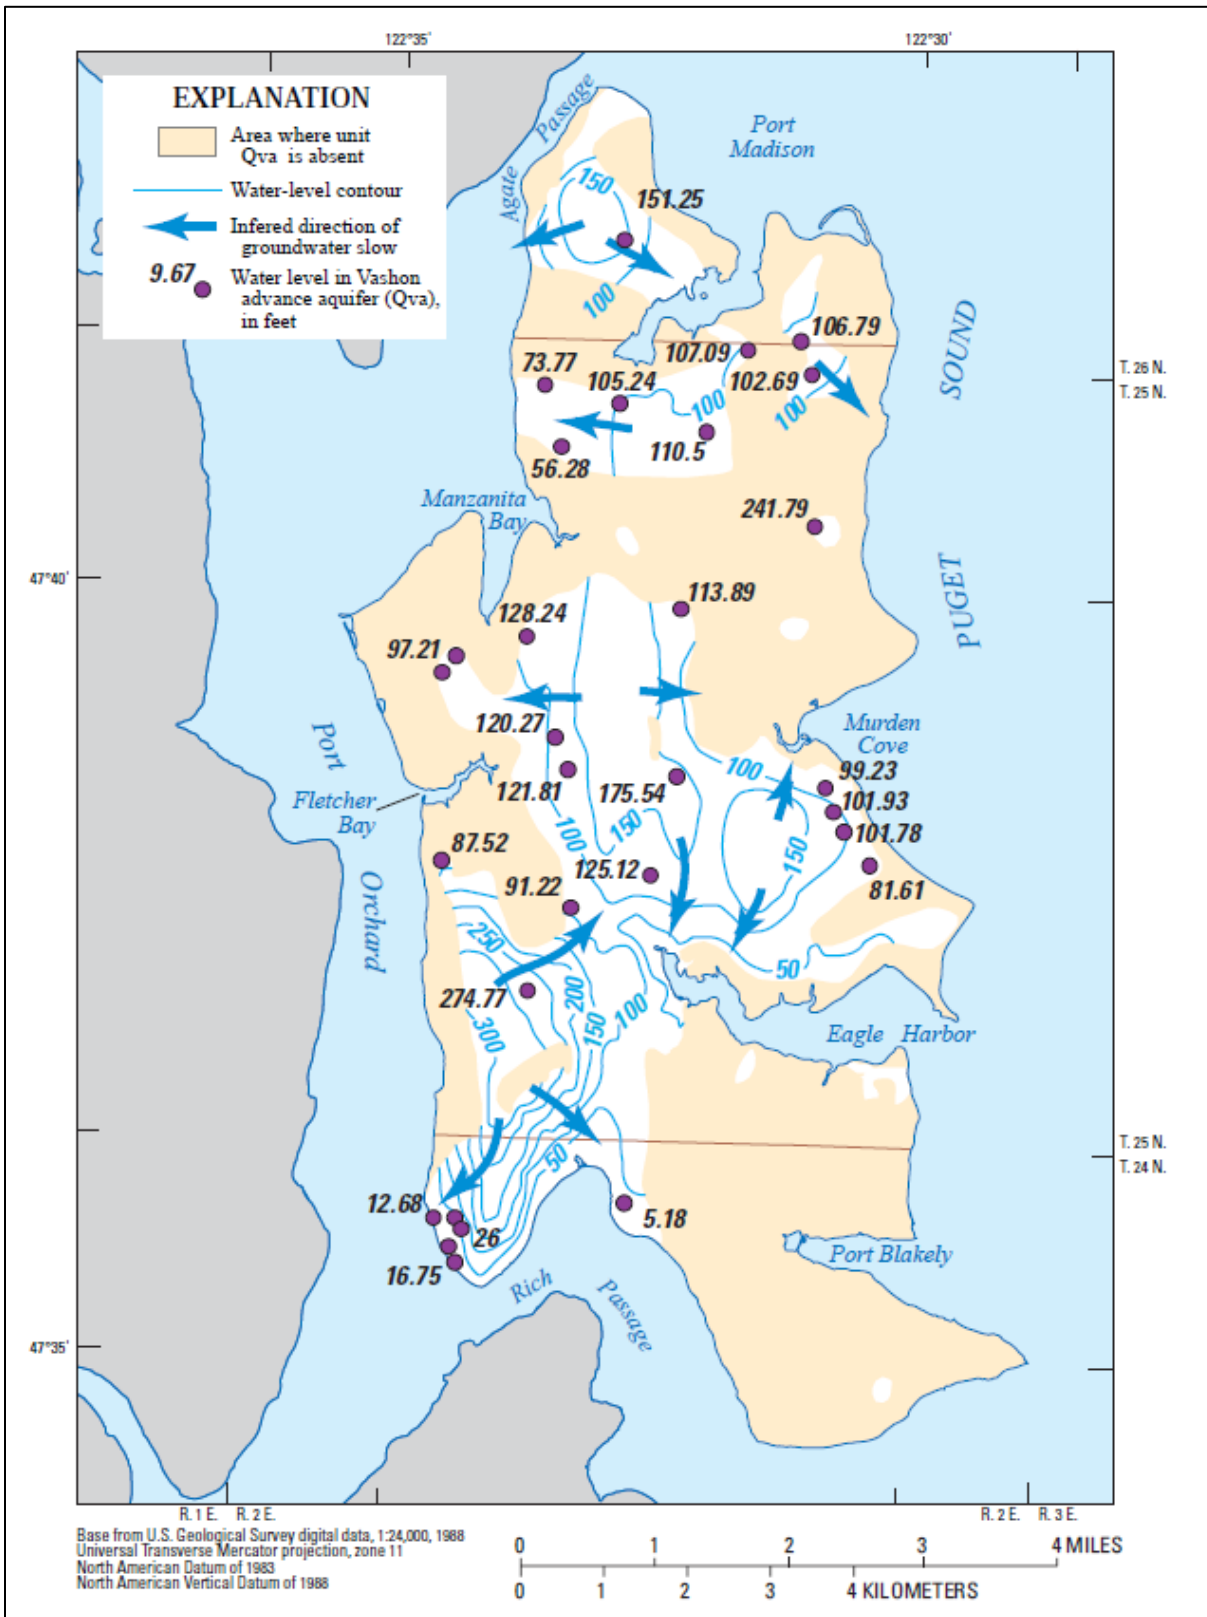 122°35'
122°30'
EXPLANATION
Area where unit
Qva is absent
Water-level contour
Infered direction of
groundwater slow
9.67
Water level in Vashon
advance aquifer (Qva),
in feet
Agate Passage
Port
Madison
150
151.25
100
SOUND
PUGET
106.79
107.09
102.69
T. 26 N.
T. 25 N.
73.77
105.24
100
100
110.5
56.28
Manzanita
Bay
241.79
47°40'
113.89
128.24
97.21
Port
Orchard
120.27
Murden
Cove
100
99.23
Fletcher
Bay
121.81
175.54
101.93
101.78
100
150
150
87.52
125.12
81.61
91.22
250
50
274.77
200
100
150
300
Eagle Harbor
T. 25 N.
T. 24 N.
50
12.68
26
5.18
16.75
Port Blakely
Rich Passage
47°35'
R. 1 E. R. 2 E.
R. 2 E. R. 3 E.
Base from U.S. Geological Survey digital data, 1:24,000, 1988
Universal Transverse Mercator projection, zone 11
North American Datum of 1983
North American Vertical Datum of 1988
0 1 2 3 4 MILES
0 1 2 3 4 KILOMETERS